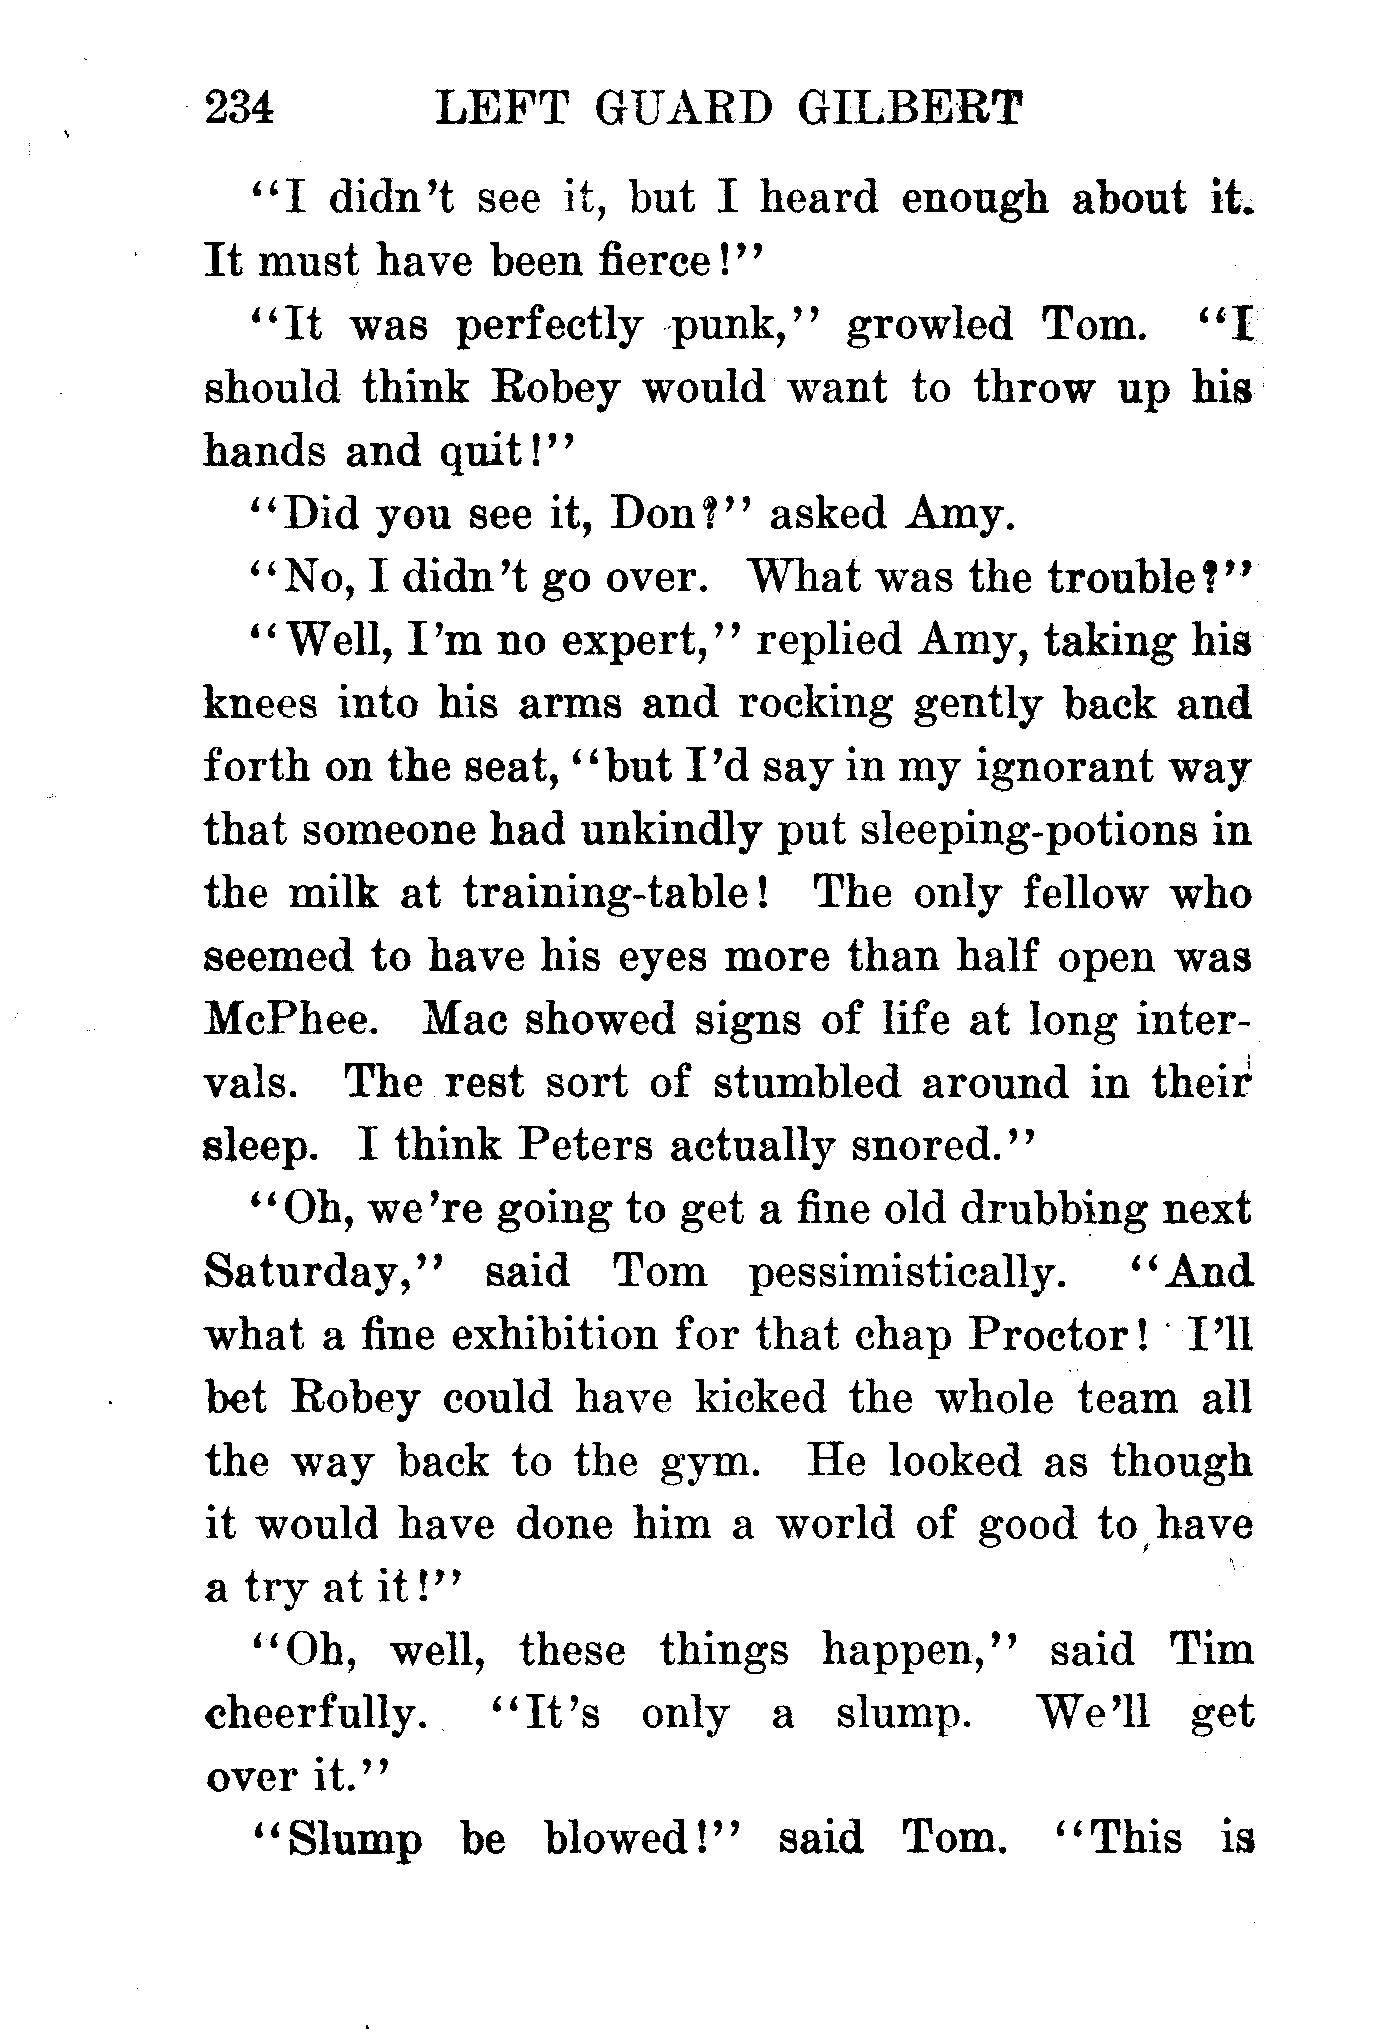 234 LEFT GUARD GILBERT
"I didn't see it, but I heard enough about it.
It must have been fierce!"
"It was perfectly punk," growled Tom. "I
should think Robey would want to throw up his
hands and quit!"
"Did you see it, Don?" asked Amy.
"No, I didn't go over. What was the trouble?"
"Well, I'm no expert," replied Amy, taking his
knees into his arms and rocking gently back and
forth on the seat, "but I'd say in my ignorant way
that someone had unkindly put sleeping-potions in
the milk at training-table! The only fellow who
seemed to have his eyes more than half open was
McPhee. Mac showed signs of life at long inter-
vals. The rest sort of stumbled around in their
sleep. I think Peters actually snored."
"Oh, we're going to get a fine old drubbing next
Saturday," said Tom pessimistically. "And
what a fine exhibition for that chap Proctor! I'll
bet Robey could have kicked the whole team all
the way back to the gym. He looked as though
it would have done him a world of good to have
a try at it!"
"Oh, well, these things happen," said Tim
cheerfully. "It's only a slump. We'll get
over it."
"Slump be blowed!" said Tom. "This is